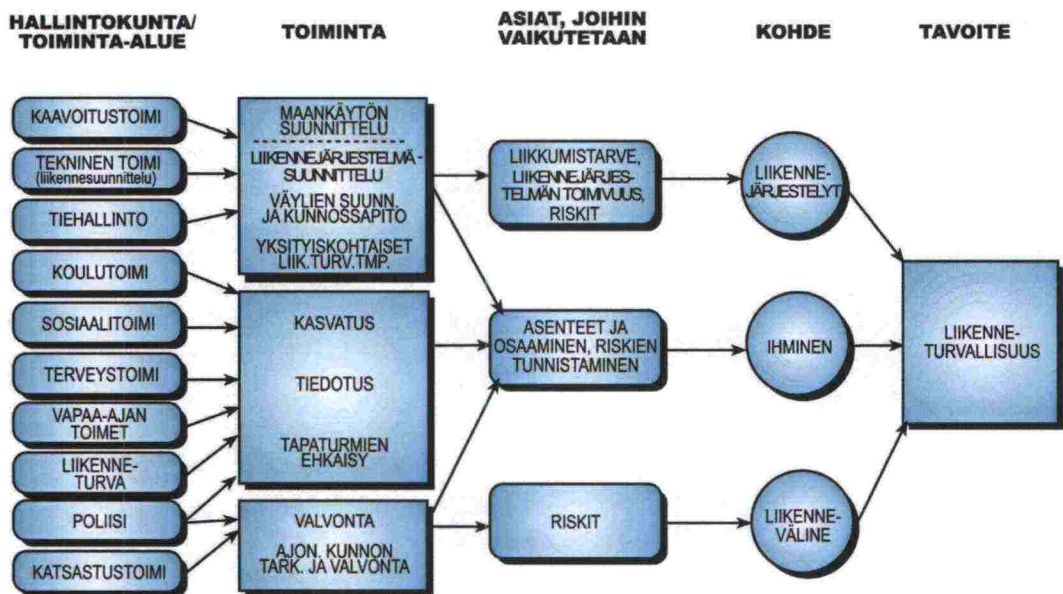 HALLINTOKUNTA/
TOIMINTA-ALUE
TOIMINTA
ASIAT, JOIHIN
VAIKUTETAAN
KOHDE
TAVOITE
KAAVOITUSTOIMI
TEKNINEN TOIMI
(liikennesuunnittelu)
TIEHALLINTO
KOULUTOIMI
SOSIAALITOIMI
TERVEYSTOIMI
VAPAA-AJAN
TOIMET
LIIKENNE-
TURVA
POLIISI
KATSASTUSTOIMI
MAANKÄYTÖN
SUUNNITTELU
LIIKENNEJÄRJESTELMÄ-
SUUNNITTELU
VÄYLIEN SUUNN.
JA KUNNOSSAPITO
YKSITYISKOHTAISET
LIIK.TURV.TMP.
KASVATUS
TIEDOTUS
TAPATURMIEN
EHKAISY
VALVONTA
AJON. KUNNON
TARK. JA VALVONTA
LIIKKUMISTARVE,
LIIKENNEJÄRJES-
TELMÄN TOIMIVUUS,
RISKIT
ASENTEET JA
OSAAMINEN, RISKIEN
TUNNISTAMINEN
RISKIT
LIIKENNE-
JÄRJESTELYT
IHMINEN
LIIKENNE-
VÄLINE
LIIKENNE-
TURVALLISUUS